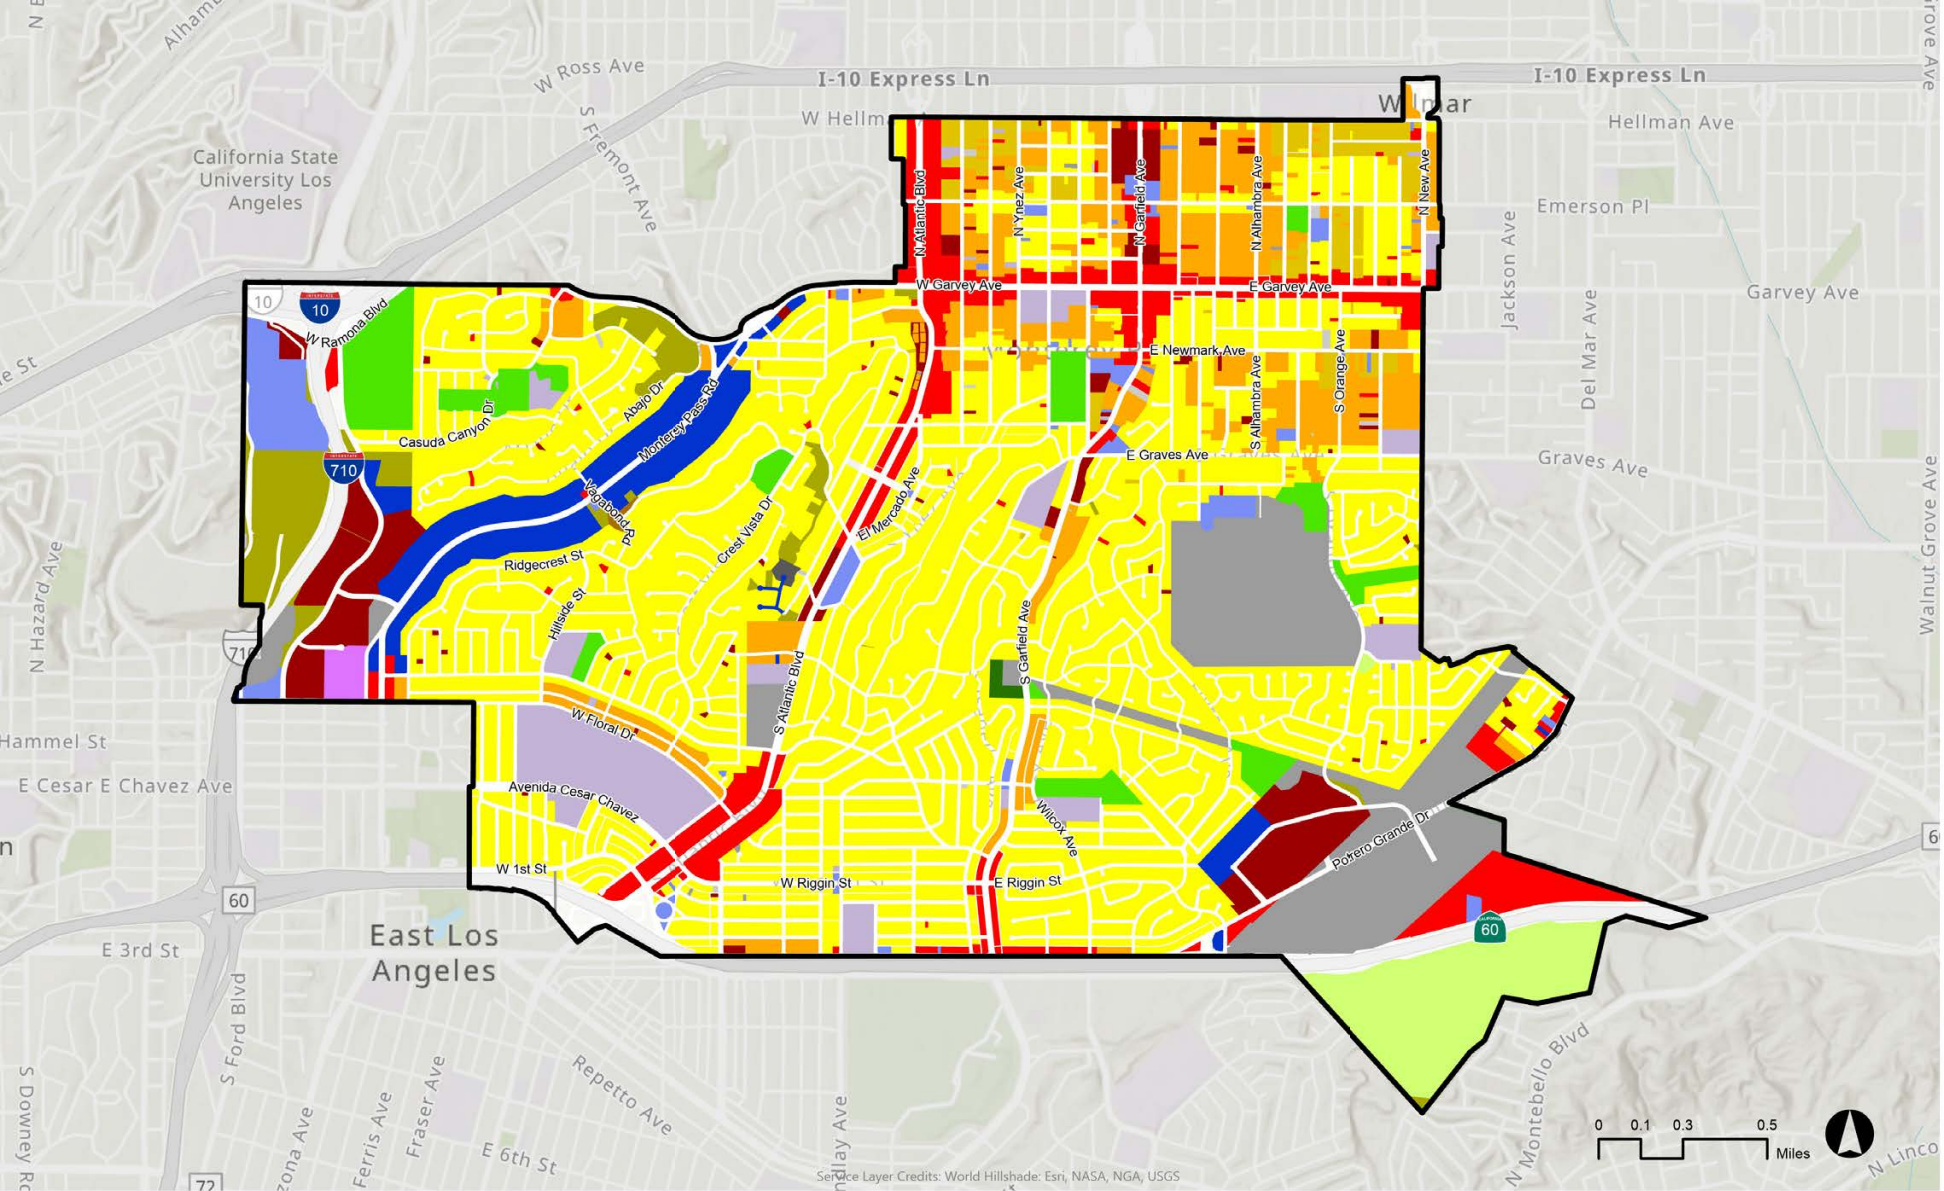 I-10 Express Ln
I-10 Express Ln
W Ross Ave
S Fremont Ave
Hellman Ave
California State
University Los
Angeles
N Atlantic Blvd
N Ynez Ave
N Garfield Ave
N Alhambra Ave
N New Ave
Emerson Pl
Jackson Ave
Walnut Grove Ave
W Garvey Ave
E Garvey Ave
Garvey Ave
10
INTERSTATE
10
W Ramona Blvd
E Newmark Ave
S Alhambra Ave
S Orange Ave
Del Mar Ave
Abajo Dr
Casuda Canyon Dr
Monterey Pass Rd
INTERSTATE
710
E Graves Ave
Graves Ave
Vagabond Rd
Crest Vista Dr
El Mercado Ave
Ridgecrest St
Hillside St
N Hazard Ave
710
S Garfield Ave
S Atlantic Blvd
W Floral Dr
Hammel St
E Cesar E Chavez Ave
Avenida Cesar Chavez
Wilcox Ave
Potrero Grande Dr
W 1st St
W Riggin St
E Riggin St
60
CALIFORNIA
60
East Los
Angeles
E 3rd St
S Ford Blvd
Fraser Ave
Ferris Ave
Repetto Ave
E 6th St
N Montebello Blvd
72
0 0.1 0.3 0.5
Miles
Service Layer Credits: World Hillshade: Esri, NASA, NGA, USGS